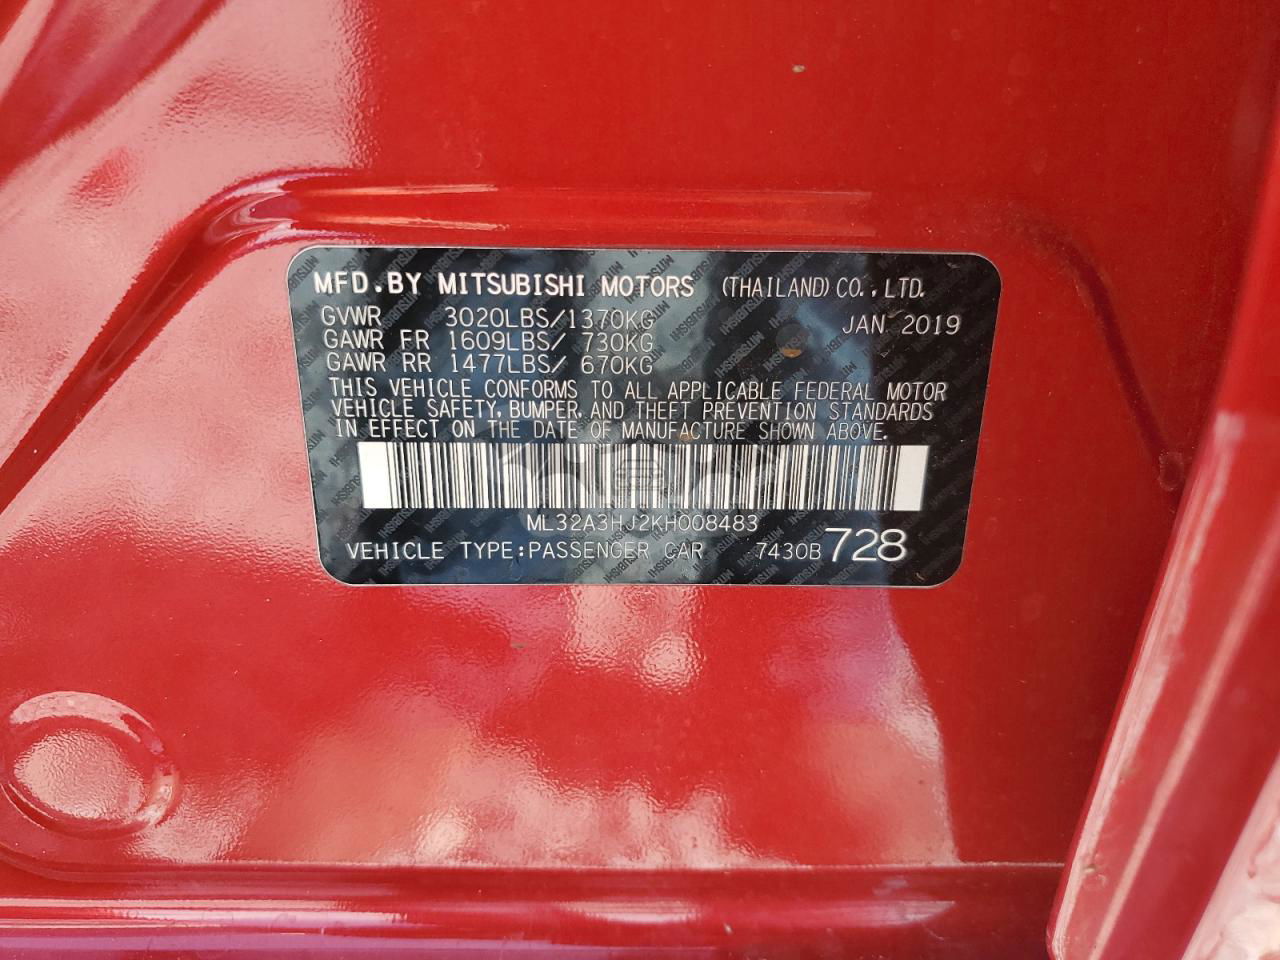 MFD.BY MITSUBISHI MOTORS (THAILAND) CO., LTD.
GVWR 3020LBS/1370KG JAN 2019
GAWR FR 1609LBS/ 730KG
GAWR RR 1477LBS/ 670KG
THIS VEHICLE CONFORMS TO ALL APPLICABLE FEDERAL MOTOR
VEHICLE SAFETY, BUMPER, AND THEFT PREVENTION STANDARDS
IN EFFECT ON THE DATE OF MANUFACTURE SHOWN ABOVE.
ML32A3HJ2KH008483
VEHICLE TYPE:PASSENGER CAR 7430B 728